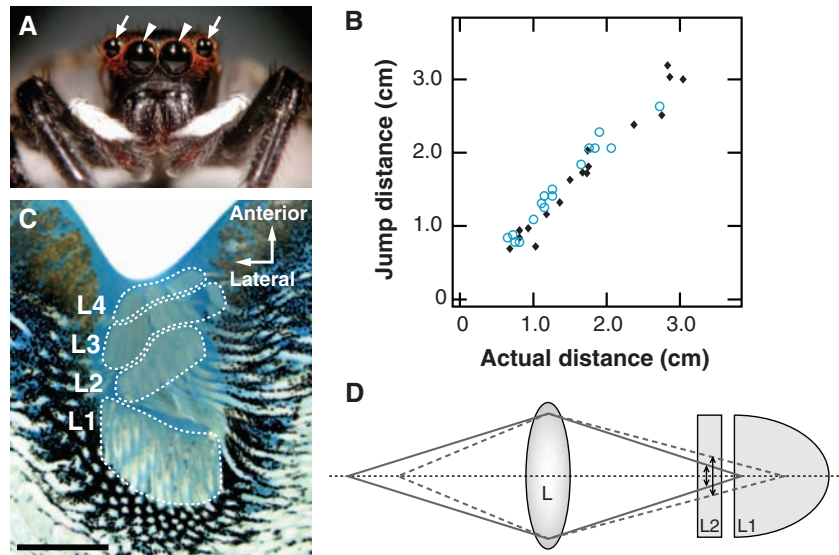 A
B
3.0
2.0
1.0
0
Jump distance (cm)
0 1.0 2.0 3.0
Actual distance (cm)
C
Anterior
Lateral
L4
L3
L2
L1
D
L
L2 L1